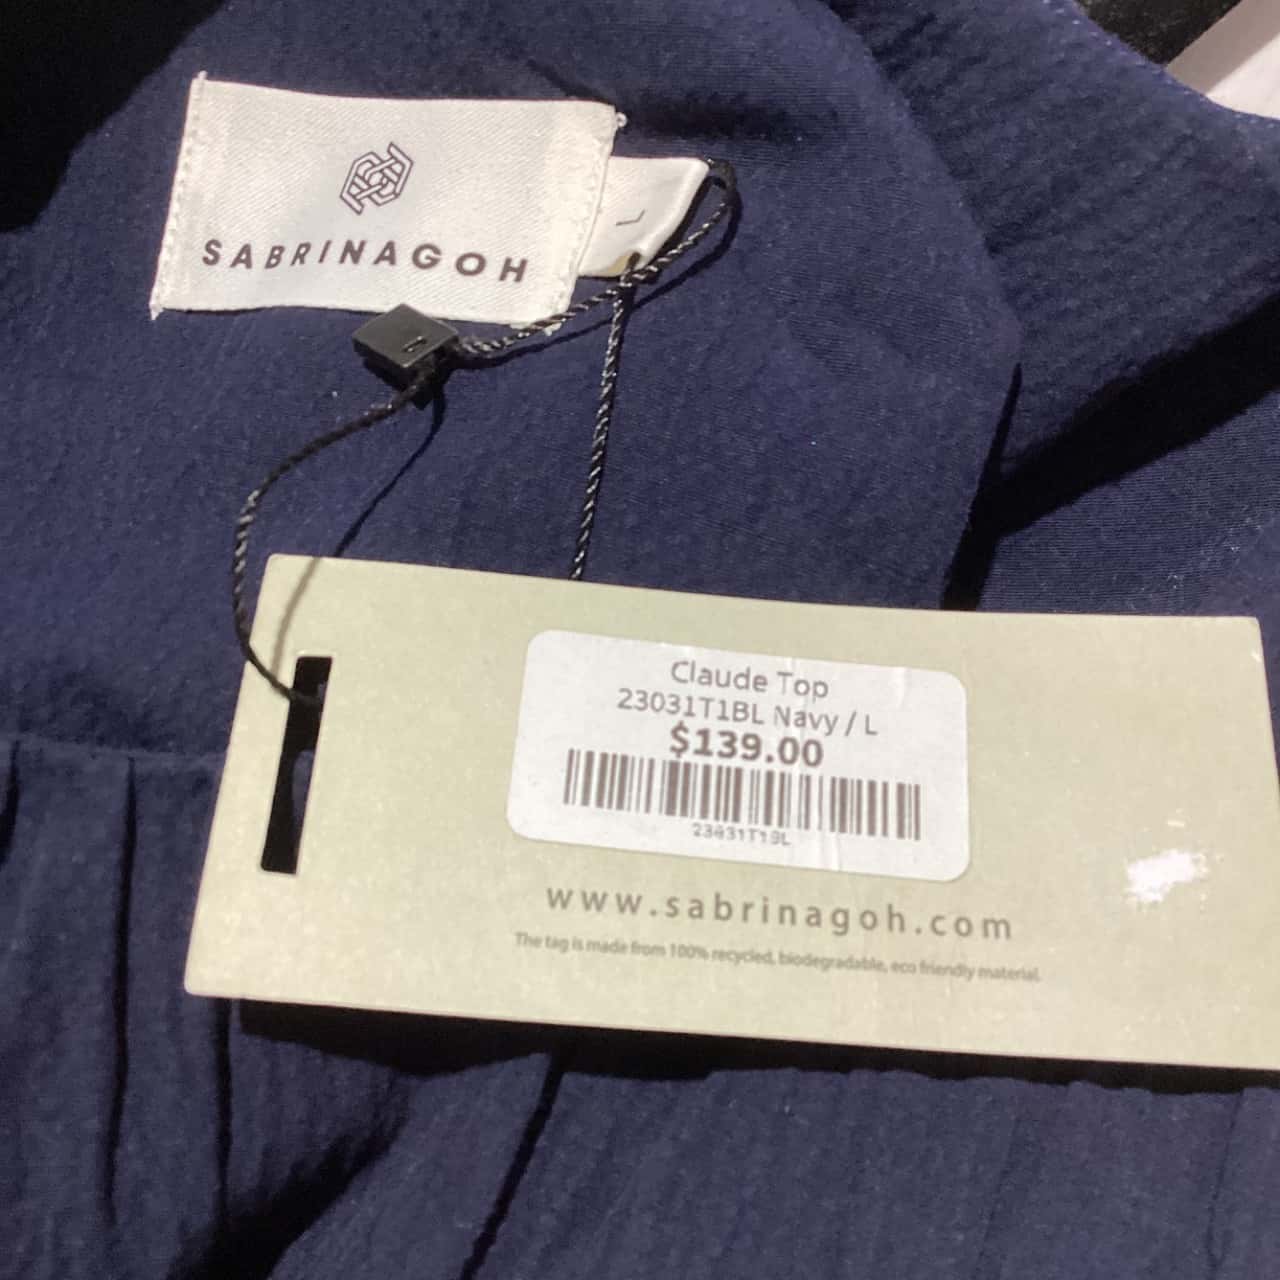 SABRINAGOH
L
Claude Top
23031T1BL Navy / L
$139.00
23031T1BL
www.sabrinagoh.com
The tag is made from 100% recycled, biodegradable, eco friendly material.